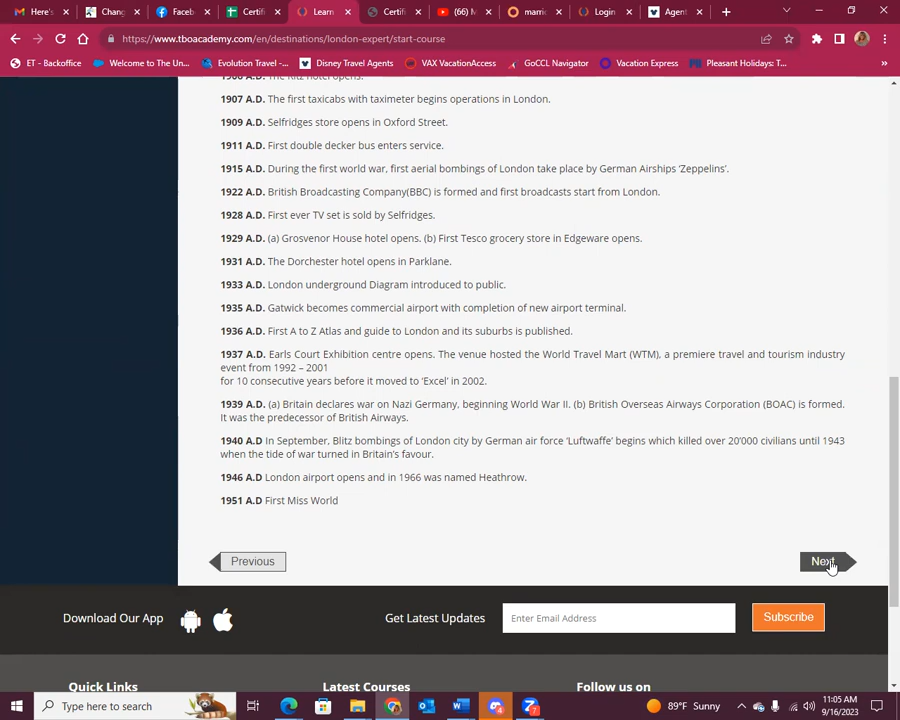 Here's
Chang
Faceb
Certifi
Learn
Certifi
(66) M
marri
Login
Agent
https://www.tboacademy.com/en/destinations/london-expert/start-course
ET - Backoffice
Welcome to The Un...
Evolution Travel -...
Disney Travel Agents
VAX VacationAccess
GoCCL Navigator
Vacation Express
Pleasant Holidays: T...
»
hotel opens.
1907 A.D. The first taxicabs with taximeter begins operations in London.
1909 A.D. Selfridges store opens in Oxford Street.
1911 A.D. First double decker bus enters service.
1915 A.D. During the first world war, first aerial bombings of London take place by German Airships ‘Zeppelins’.
1922 A.D. British Broadcasting Company(BBC) is formed and first broadcasts start from London.
1928 A.D. First ever TV set is sold by Selfridges.
1929 A.D. (a) Grosvenor House hotel opens. (b) First Tesco grocery store in Edgeware opens.
1931 A.D. The Dorchester hotel opens in Parklane.
1933 A.D. London underground Diagram introduced to public.
1935 A.D. Gatwick becomes commercial airport with completion of new airport terminal.
1936 A.D. First A to Z Atlas and guide to London and its suburbs is published.
1937 A.D. Earls Court Exhibition centre opens. The venue hosted the World Travel Mart (WTM), a premiere travel and tourism industry
event from 1992 – 2001
for 10 consecutive years before it moved to ‘Excel’ in 2002.
1939 A.D. (a) Britain declares war on Nazi Germany, beginning World War II. (b) British Overseas Airways Corporation (BOAC) is formed.
It was the predecessor of British Airways.
1940 A.D In September, Blitz bombings of London city by German air force ‘Luftwaffe’ begins which killed over 20’000 civilians until 1943
when the tide of war turned in Britain’s favour.
1946 A.D London airport opens and in 1966 was named Heathrow.
1951 A.D First Miss World
Previous
Next
Download Our App
Get Latest Updates
Enter Email Address
Subscribe
Quick Links
Latest Courses
Follow us on
Type here to search
89°F Sunny
11:05 AM
9/16/2023